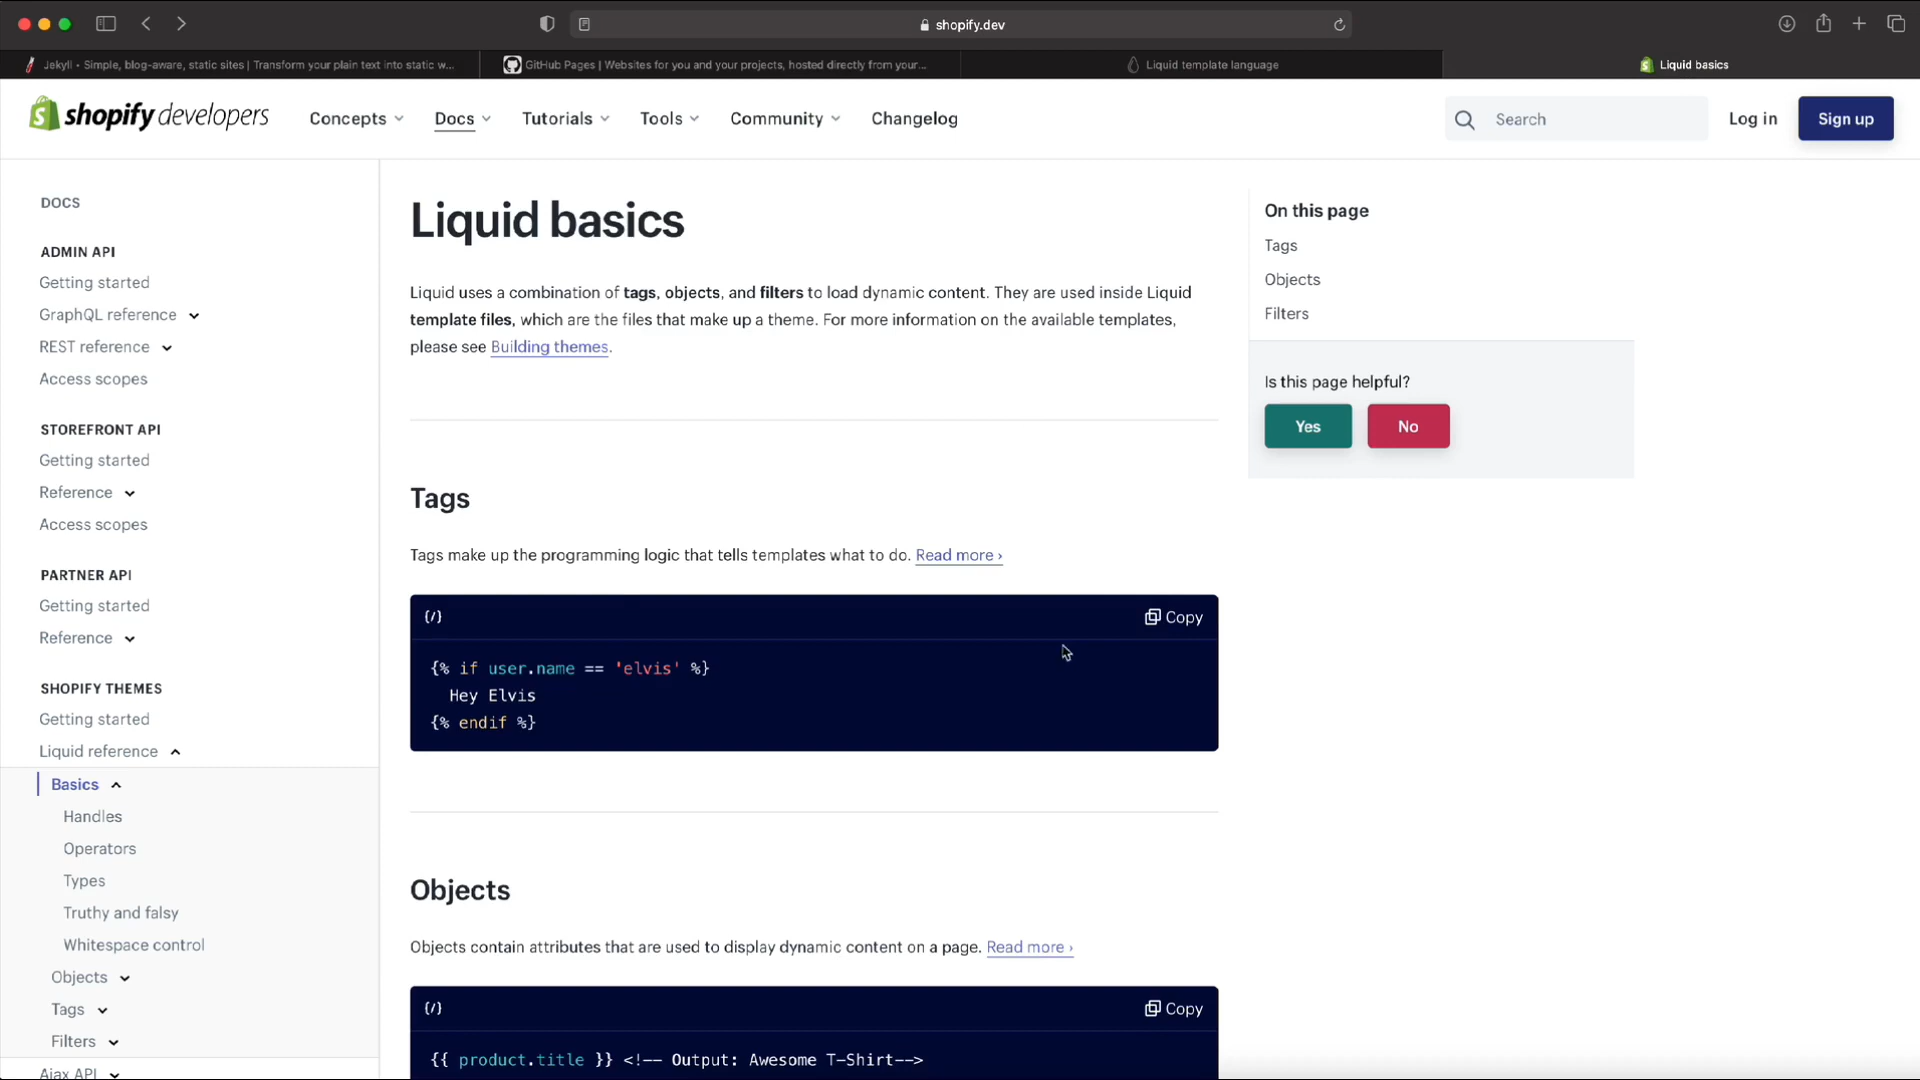 shopify.dev
Jekyll • Simple, blog-aware, static sites | Transform your plain text into static w...
GitHub Pages | Websites for you and your projects, hosted directly from your...
Liquid template language
Liquid basics
shopify developers
Concepts
Docs
Tutorials
Tools
Community
Changelog
Search
Log in
Sign up
DOCS
ADMIN API
Getting started
GraphQL reference
REST reference
Access scopes
STOREFRONT API
Getting started
Reference
Access scopes
PARTNER API
Getting started
Reference
SHOPIFY THEMES
Getting started
Liquid reference
Basics
Handles
Operators
Types
Truthy and falsy
Whitespace control
Objects
Tags
Filters
Ajax API
Liquid basics
Liquid uses a combination of tags, objects, and filters to load dynamic content. They are used inside Liquid
template files, which are the files that make up a theme. For more information on the available templates,
please see Building themes.
Tags
Tags make up the programming logic that tells templates what to do. Read more ›
{/}
Copy
{% if user.name == 'elvis' %}
Hey Elvis
{% endif %}
Objects
Objects contain attributes that are used to display dynamic content on a page. Read more ›
{/}
Copy
{{ product.title }} <!-- Output: Awesome T-Shirt-->
On this page
Tags
Objects
Filters
Is this page helpful?
Yes
No